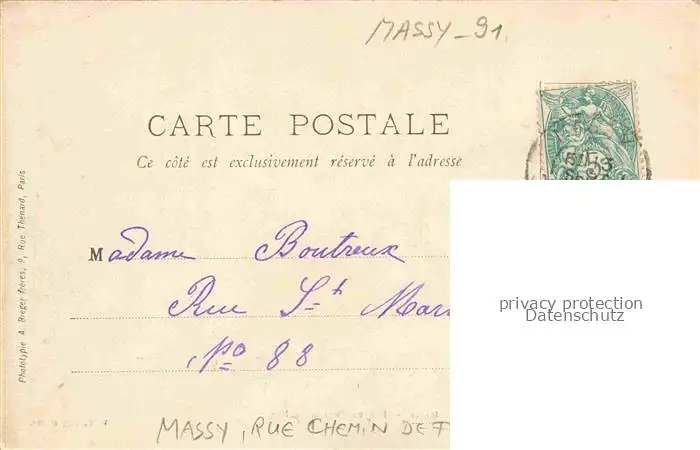 MASSY - 91.
CARTE POSTALE
Ce côté est exclusivement réservé à l'adresse
Phototypie A. Breger frères, 9, Rue Thénard, Paris
Madame Boutreux
Rue St
No 88
privacy protection
Datenschutz
MASSY, RUE CHEMIN DE